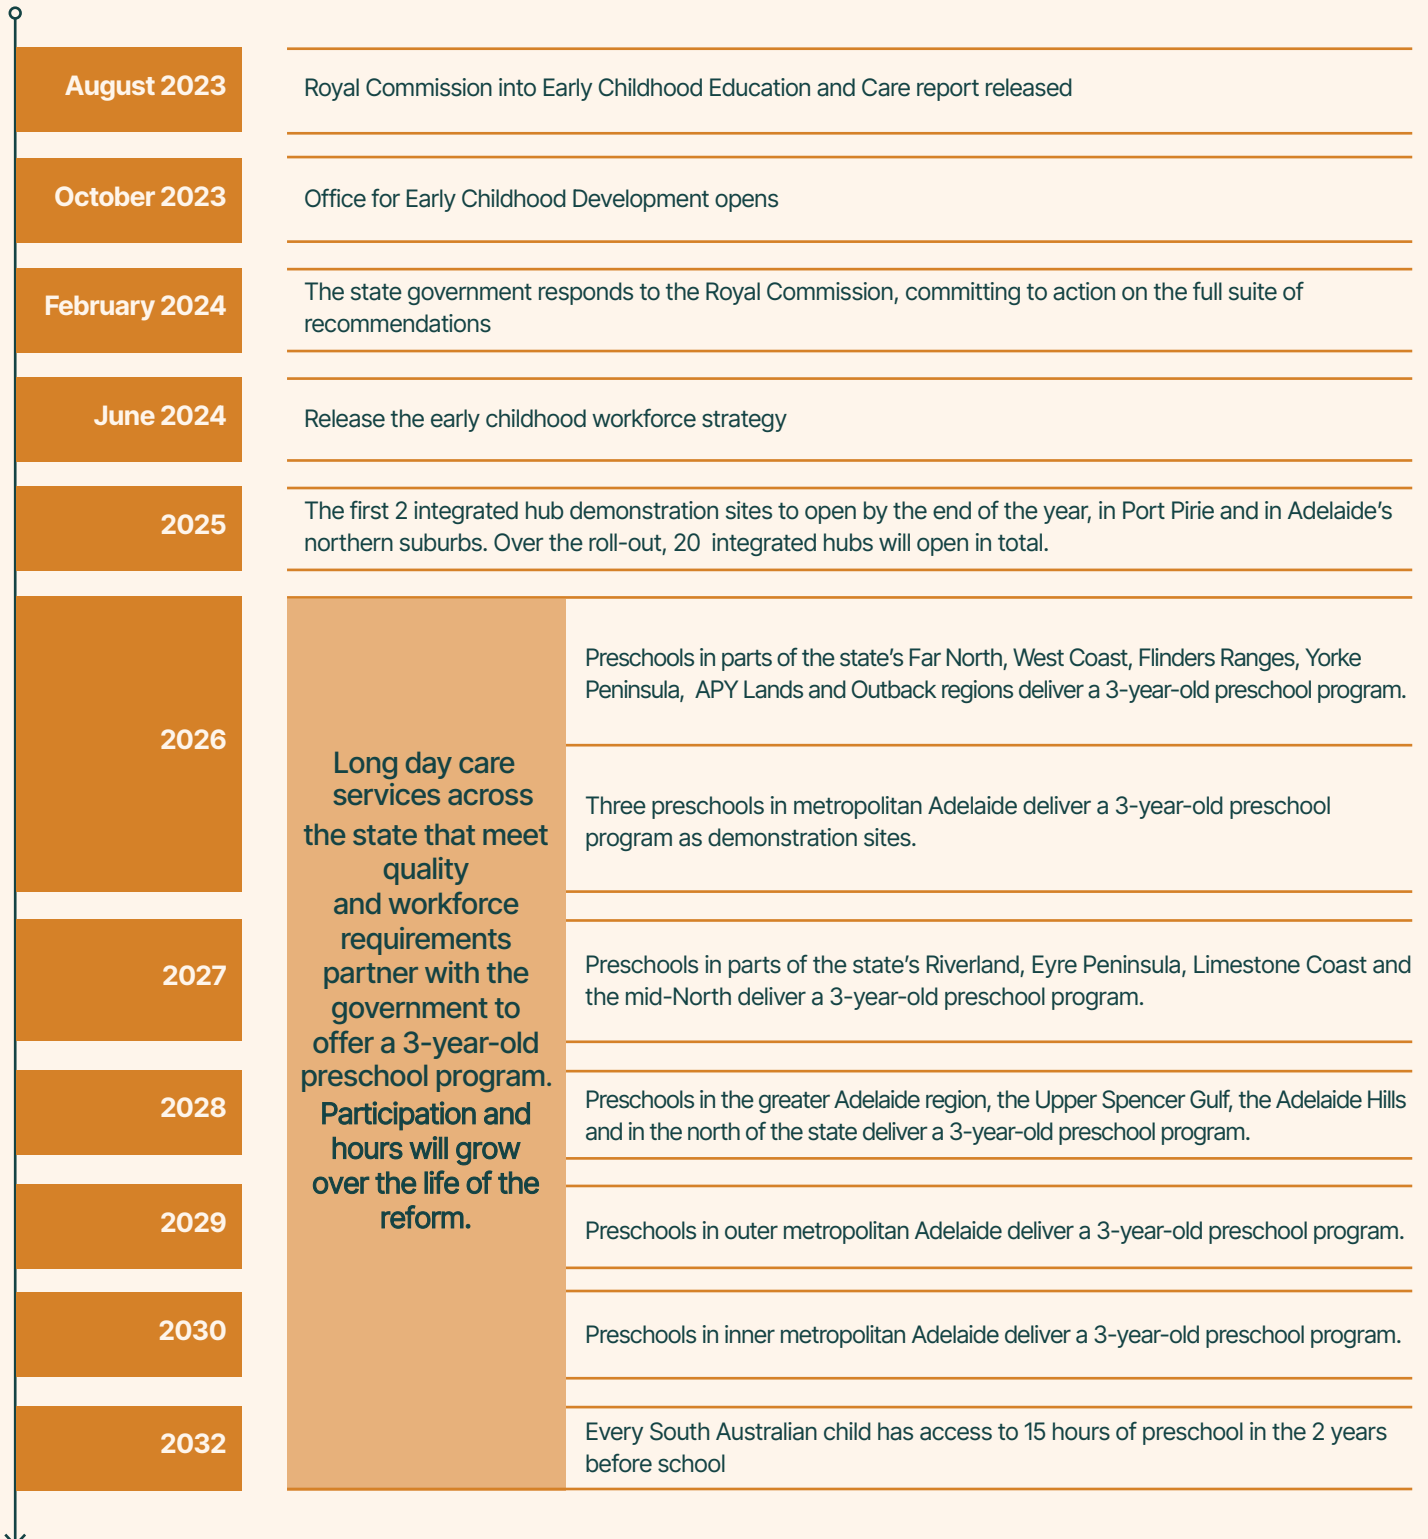 August 2023
Royal Commission into Early Childhood Education and Care report released
October 2023
Office for Early Childhood Development opens
February 2024
The state government responds to the Royal Commission, committing to action on the full suite of
recommendations
June 2024
Release the early childhood workforce strategy
2025
The first 2 integrated hub demonstration sites to open by the end of the year, in Port Pirie and in Adelaide’s
northern suburbs. Over the roll-out, 20 integrated hubs will open in total.
Long day care
services across
the state that meet
quality
and workforce
requirements
partner with the
government to
offer a 3-year-old
preschool program.
Participation and
hours will grow
over the life of the
reform.
2026
Preschools in parts of the state’s Far North, West Coast, Flinders Ranges, Yorke
Peninsula, APY Lands and Outback regions deliver a 3-year-old preschool program.
Three preschools in metropolitan Adelaide deliver a 3-year-old preschool
program as demonstration sites.
2027
Preschools in parts of the state’s Riverland, Eyre Peninsula, Limestone Coast and
the mid-North deliver a 3-year-old preschool program.
2028
Preschools in the greater Adelaide region, the Upper Spencer Gulf, the Adelaide Hills
and in the north of the state deliver a 3-year-old preschool program.
2029
Preschools in outer metropolitan Adelaide deliver a 3-year-old preschool program.
2030
Preschools in inner metropolitan Adelaide deliver a 3-year-old preschool program.
2032
Every South Australian child has access to 15 hours of preschool in the 2 years
before school